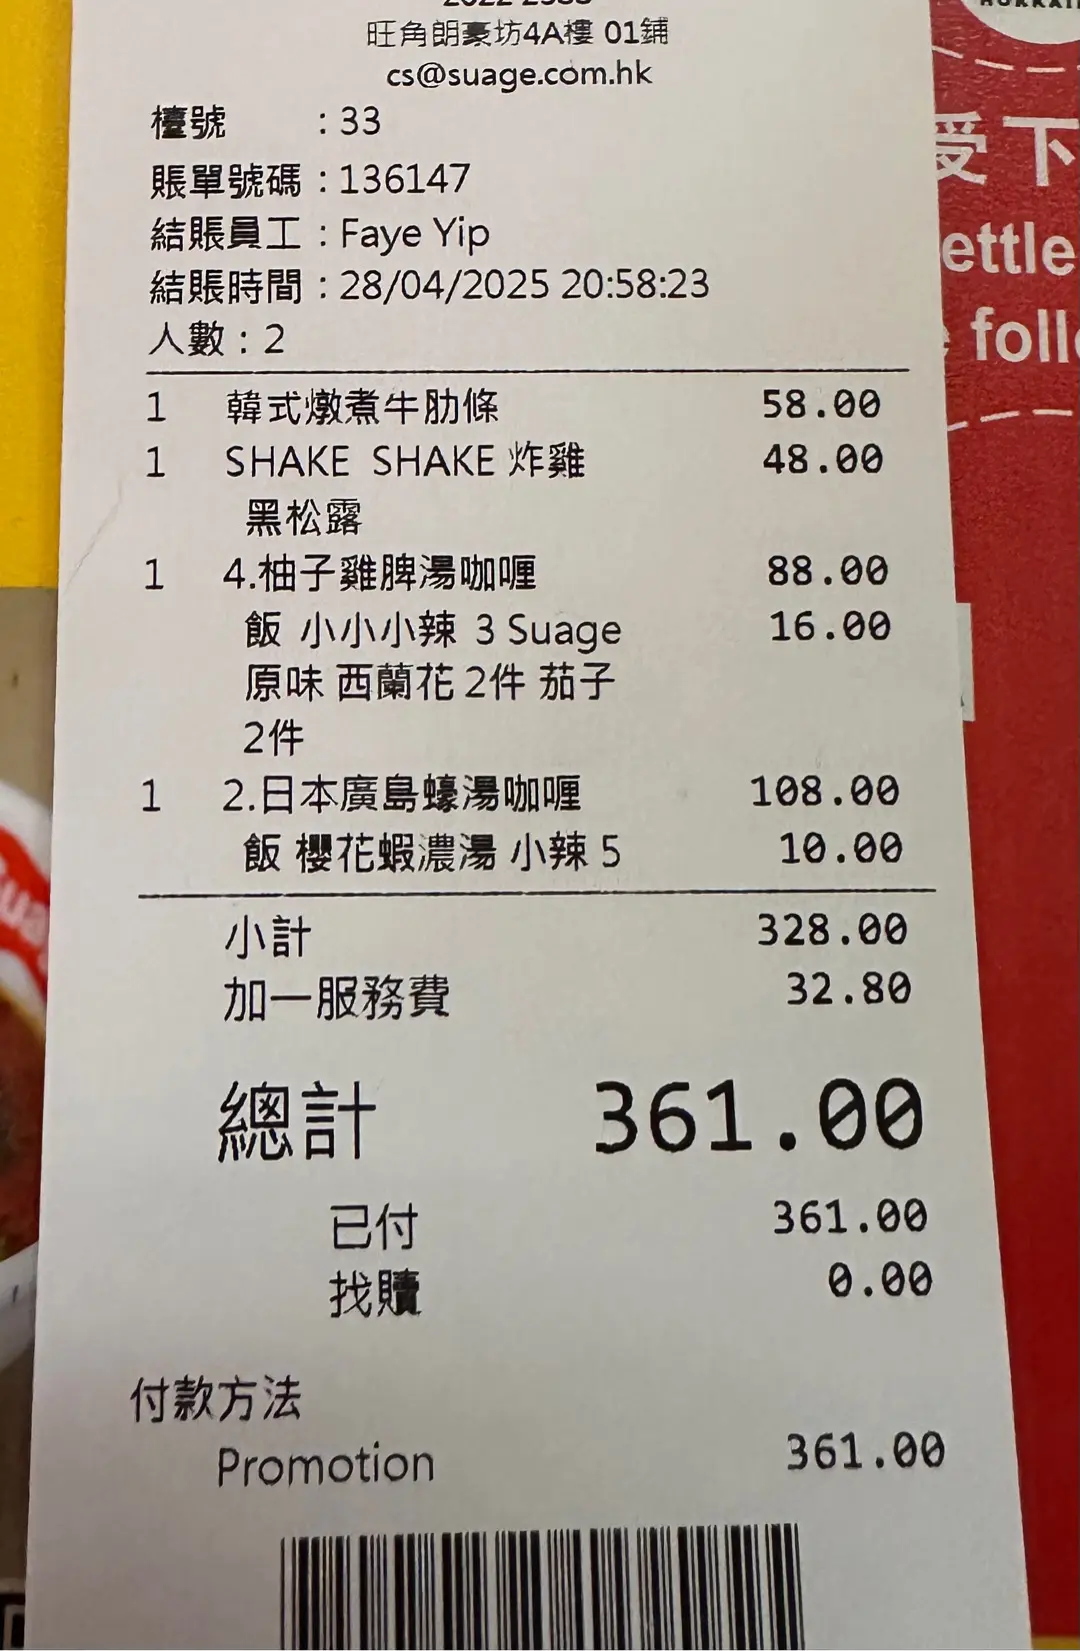 旺角朗豪坊4A樓 01鋪
cs@suage.com.hk
檯號 : 33
賬單號碼 : 136147
結賬員工 : Faye Yip
結賬時間 : 28/04/2025 20:58:23
人數 : 2
1 韓式燉煮牛肋條 58.00
1 SHAKE SHAKE 炸雞 48.00
黑松露
1 4.柚子雞脾湯咖喱 88.00
飯 小小小辣 3 Suage 16.00
原味 西蘭花 2件 茄子
2件
1 2.日本廣島蠔湯咖喱 108.00
飯 櫻花蝦濃湯 小辣 5 10.00
小計 328.00
加一服務費 32.80
總計 361.00
已付 361.00
找贖 0.00
付款方法
Promotion 361.00
受下
ettle
follo